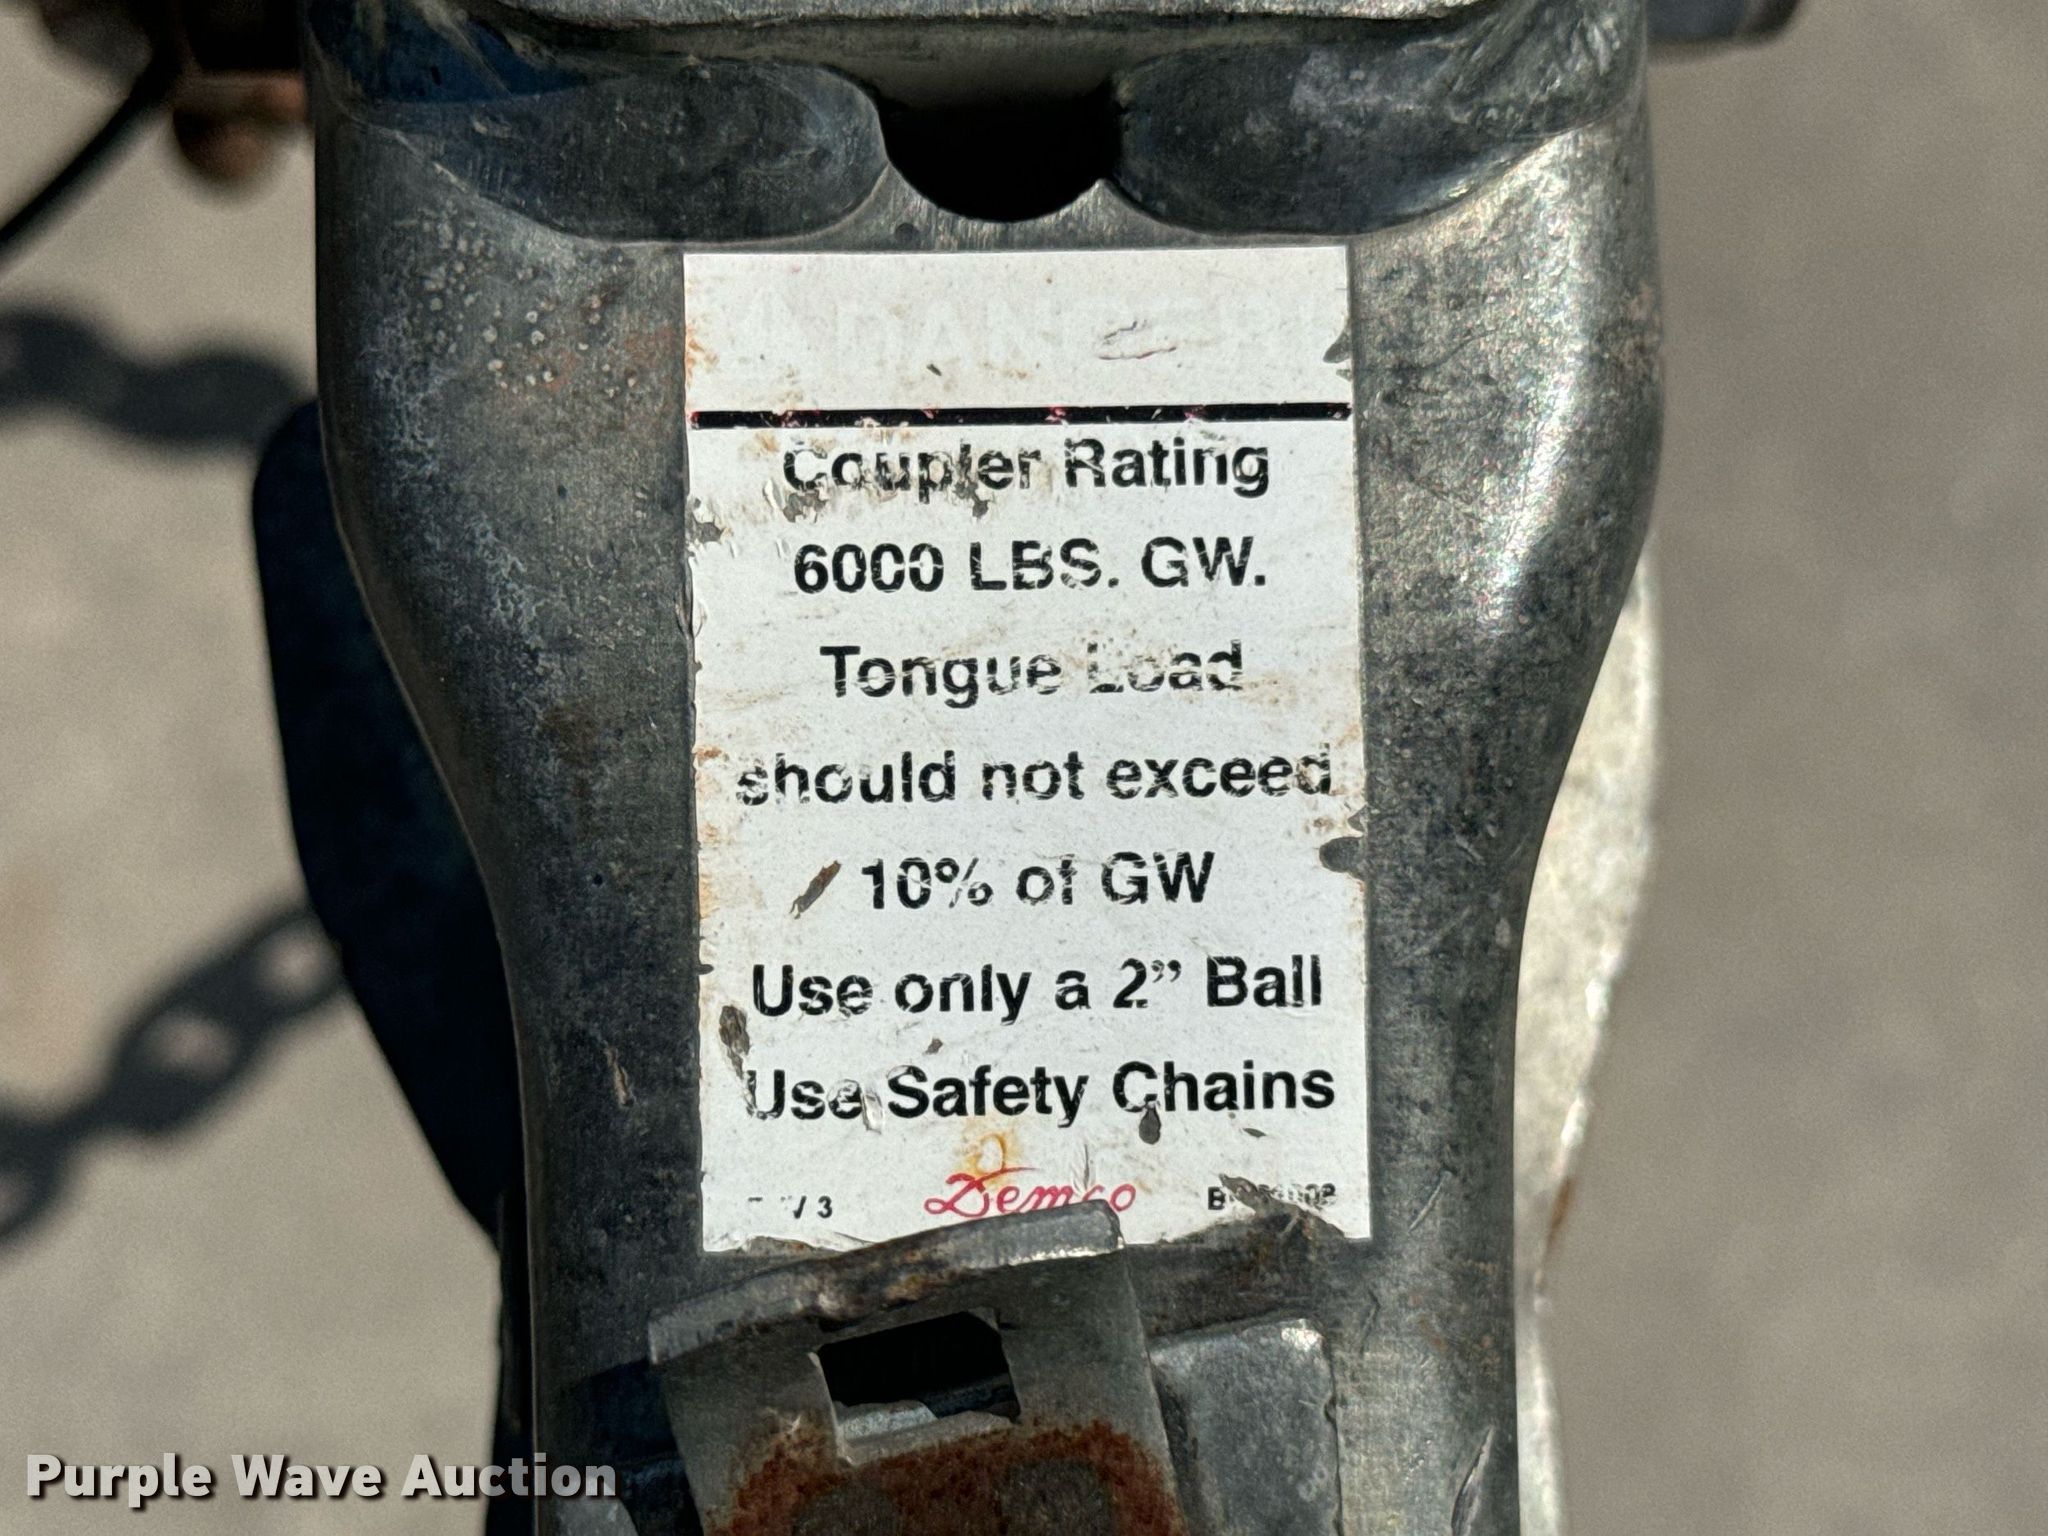 Coupler Rating
6000 LBS. GW.
Tongue Load
should not exceed
10% of GW
Use only a 2” Ball
Use Safety Chains
Demco
Purple Wave Auction